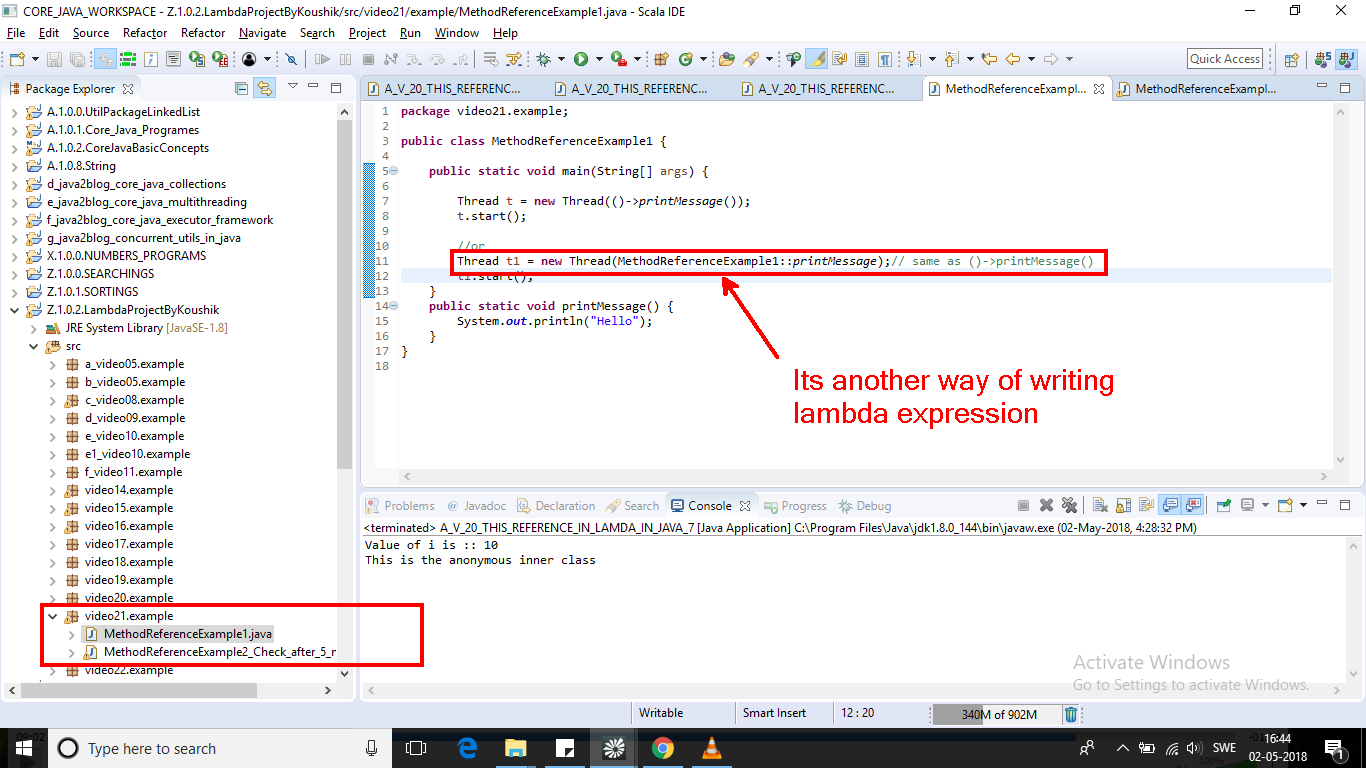 CORE_JAVA_WORKSPACE - Z.1.0.2.LambdaProjectByKoushik/src/video21/example/MethodReferenceExample1.java - Scala IDE
File Edit Source Refactor Refactor Navigate Search Project Run Window Help
Quick Access
Package Explorer
A.1.0.0.UtilPackageLinkedList
A.1.0.1.Core_Java_Programes
A.1.0.2.CoreJavaBasicConcepts
A.1.0.8.String
d_java2blog_core_java_collections
e_java2blog_core_java_multithreading
f_java2blog_core_java_executor_framework
g_java2blog_concurrent_utils_in_java
X.1.0.0.NUMBERS_PROGRAMS
Z.1.0.0.SEARCHINGS
Z.1.0.1.SORTINGS
Z.1.0.2.LambdaProjectByKoushik
JRE System Library [JavaSE-1.8]
src
a_video05.example
b_video05.example
c_video08.example
d_video09.example
e_video10.example
e1_video10.example
f_video11.example
video14.example
video15.example
video16.example
video17.example
video18.example
video19.example
video20.example
video21.example
MethodReferenceExample1.java
MethodReferenceExample2_Check_after_5_r
video22.example
A_V_20_THIS_REFERENC... A_V_20_THIS_REFERENC... A_V_20_THIS_REFERENC... MethodReferenceExampl... MethodReferenceExampl...
1 package video21.example;
2
3 public class MethodReferenceExample1 {
4
5 public static void main(String[] args) {
6
7 Thread t = new Thread(()->printMessage());
8 t.start();
9
10 //or
11 Thread t1 = new Thread(MethodReferenceExample1::printMessage);// same as ()->printMessage()
12 t1.start();
13 }
14 public static void printMessage() {
15 System.out.println("Hello");
16 }
17 }
18
Its another way of writing
lambda expression
Problems @ Javadoc Declaration Search Console Progress Debug
<terminated> A_V_20_THIS_REFERENCE_IN_LAMDA_IN_JAVA_7 [Java Application] C:\Program Files\Java\jdk1.8.0_144\bin\javaw.exe (02-May-2018, 4:28:32 PM)
Value of i is :: 10
This is the anonymous inner class
Activate Windows
Go to Settings to activate Windows.
Writable Smart Insert 12 : 20 340M of 902M
Type here to search
SWE
16:44
02-05-2018
1